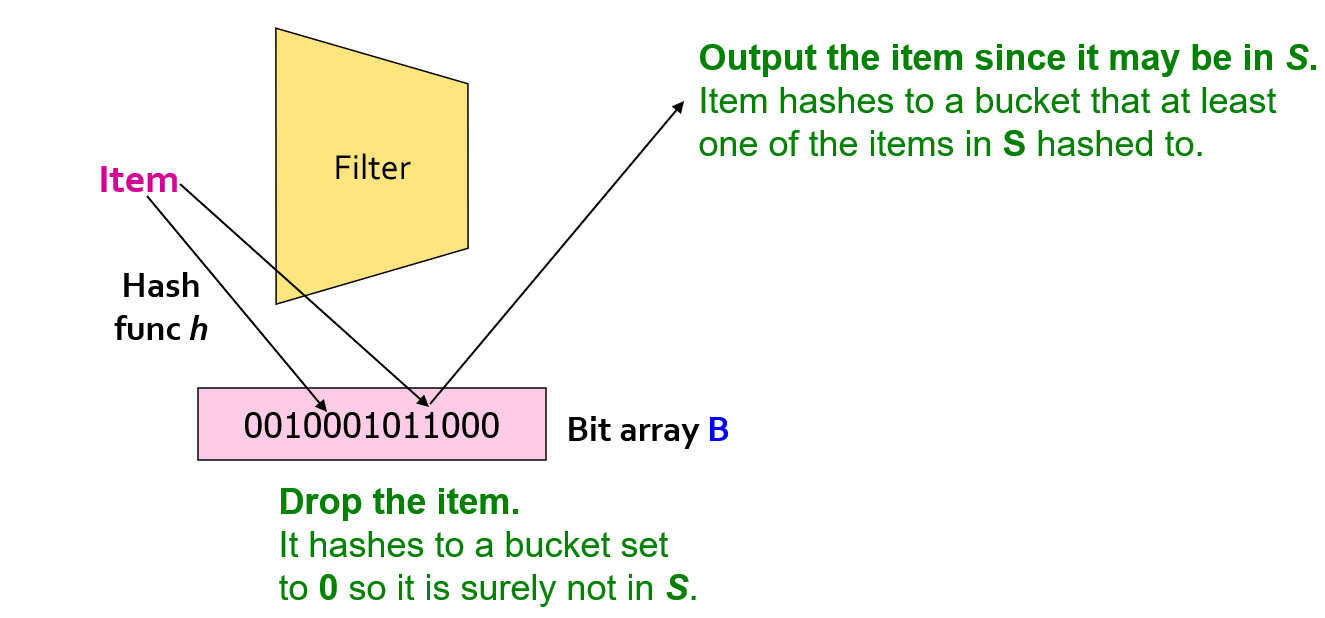 Output the item since it may be in S.
Item hashes to a bucket that at least
one of the items in S hashed to.
Filter
Item
Hash
func h
0010001011000
Bit array B
Drop the item.
It hashes to a bucket set
to 0 so it is surely not in S.